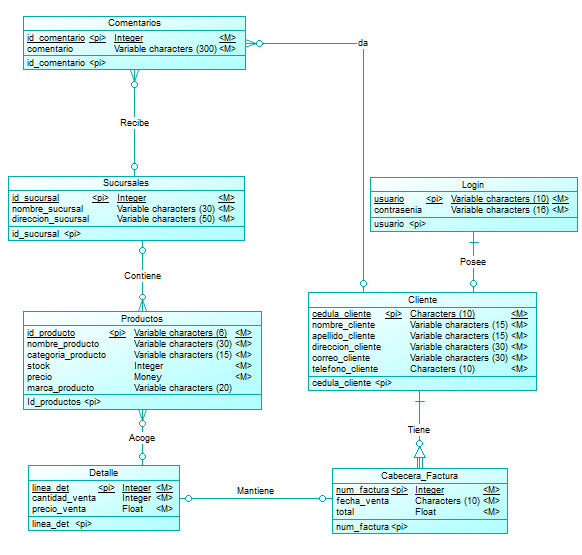 Comentarios
id_comentario <pi> Integer <M>
comentario Variable characters (300) <M>
id_comentario <pi>
da
Recibe
Sucursales
id_sucursal <pi> Integer <M>
nombre_sucursal Variable characters (30) <M>
direccion_sucursal Variable characters (50) <M>
id_sucursal <pi>
Login
usuario <pi> Variable characters (10) <M>
contrasenia Variable characters (16) <M>
usuario <pi>
Posee
Contiene
Cliente
cedula_cliente <pi> Characters (10) <M>
nombre_cliente Variable characters (15) <M>
apellido_cliente Variable characters (15) <M>
direccion_cliente Variable characters (30) <M>
correo_cliente Variable characters (30) <M>
telefono_cliente Characters (10) <M>
cedula_cliente <pi>
Productos
id_producto <pi> Variable characters (6) <M>
nombre_producto Variable characters (30) <M>
categoria_producto Variable characters (15) <M>
stock Integer <M>
precio Money <M>
marca_producto Variable characters (20)
Id_productos <pi>
Tiene
Acoge
Detalle
linea_det <pi> Integer <M>
cantidad_venta Integer <M>
precio_venta Float <M>
linea_det <pi>
Mantiene
Cabecera_Factura
num_factura <pi> Integer <M>
fecha_venta Characters (10) <M>
total Float <M>
num_factura <pi>